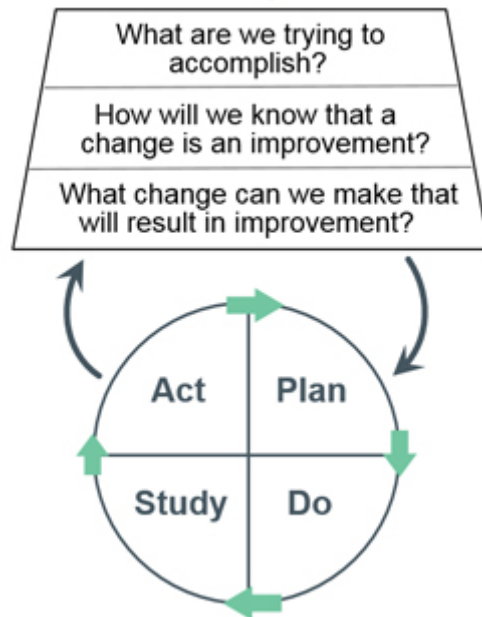 What are we trying to
accomplish?
How will we know that a
change is an improvement?
What change can we make that
will result in improvement?
Act
Plan
Study
Do